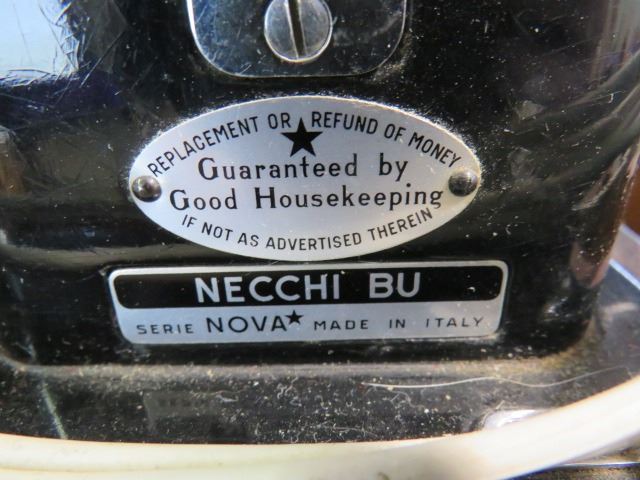 REPLACEMENT OR REFUND OF MONEY
Guaranteed by
Good Housekeeping
IF NOT AS ADVERTISED THEREIN
NECCHI BU
SERIE NOVA★ MADE IN ITALY